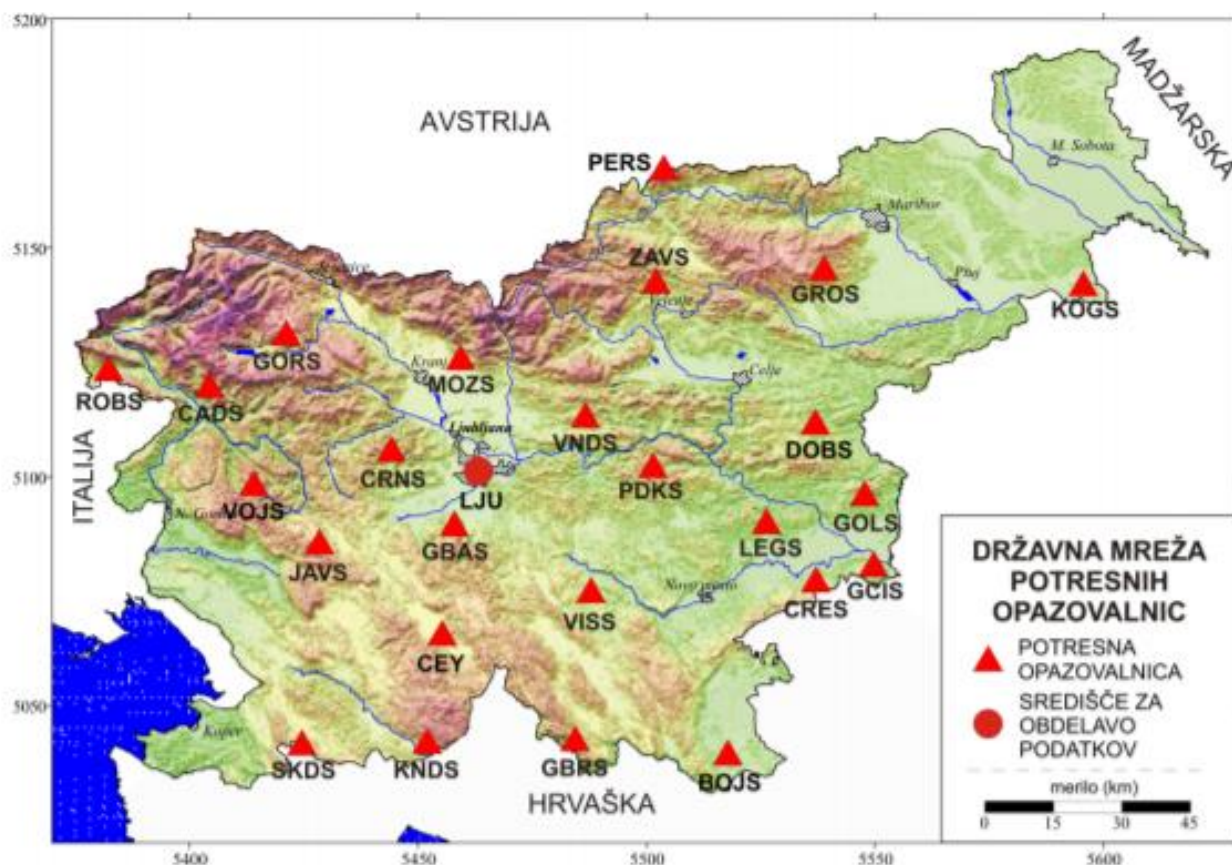 5200
AVSTRIJA
MADŽARSKA
M. Sobota
PERS
Maribor
5150
ZAVS
GROS
Ptuj
KOGS
GORS
Kranj
MOZS
Celje
ROBS
CADS
ITALIJA
Ljubljana
VNDS
DOBS
5100
CRNS
LJU
PDKS
VOJS
GOLS
GBAS
LEGS
JAVS
Novo mesto
CRES
GCIS
VISS
CEY
5050
Koper
SKDS
KNDS
GBRS
BOJS
HRVAŠKA
DRŽAVNA MREŽA
POTRESNIH
OPAZOVALNIC
POTRESNA
OPAZOVALNICA
SREDIŠČE ZA
OBDELAVO
PODATKOV
merilo (km)
0 15 30 45
5400 5450 5500 5550 5600